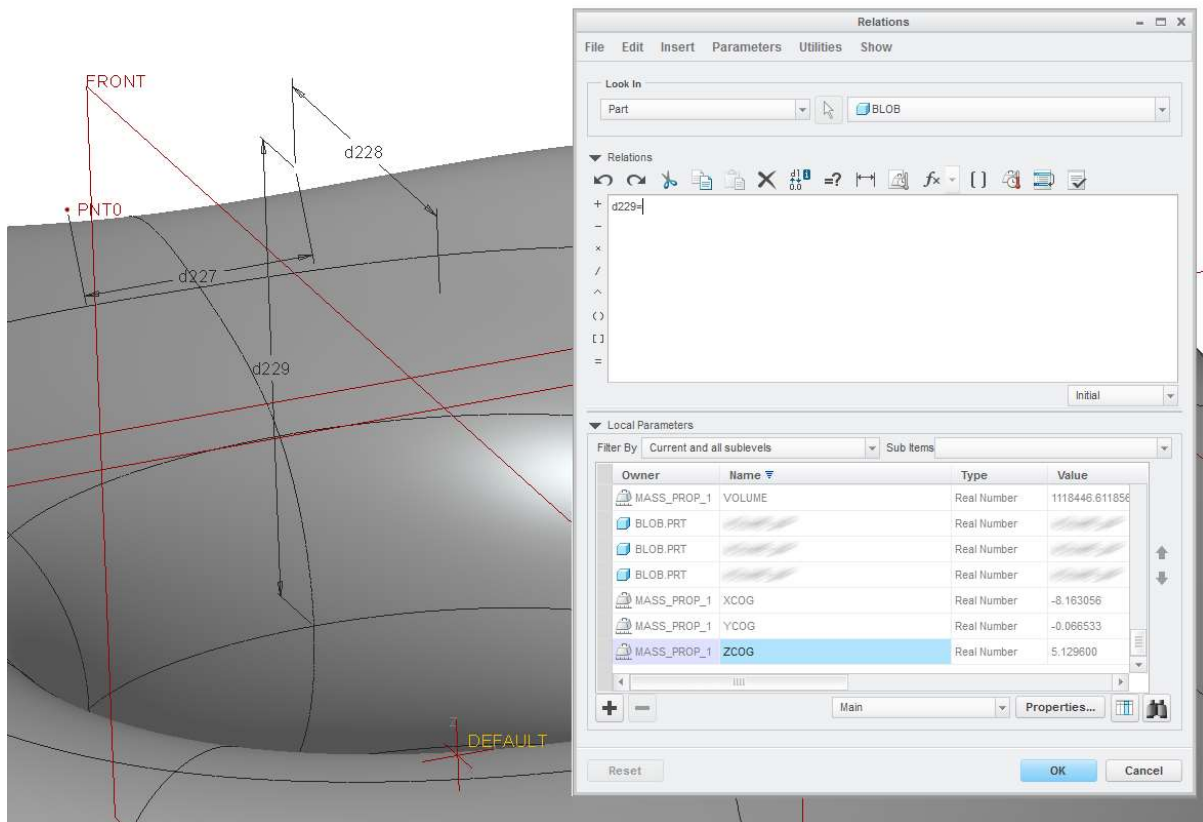 FRONT
d228
PNT0
d227
d229
Z
DEFAULT
Relations
File Edit Insert Parameters Utilities Show
Look In
Part BLOB
Relations
d229=
Initial
Local Parameters
Filter By Current and all sublevels Sub Items
Owner Name Type Value
MASS_PROP_1 VOLUME Real Number 1118446.611856
BLOB.PRT Real Number
BLOB.PRT Real Number
BLOB.PRT Real Number
MASS_PROP_1 XCOG Real Number -8.163056
MASS_PROP_1 YCOG Real Number -0.066533
MASS_PROP_1 ZCOG Real Number 5.129600
Main Properties...
Reset OK Cancel